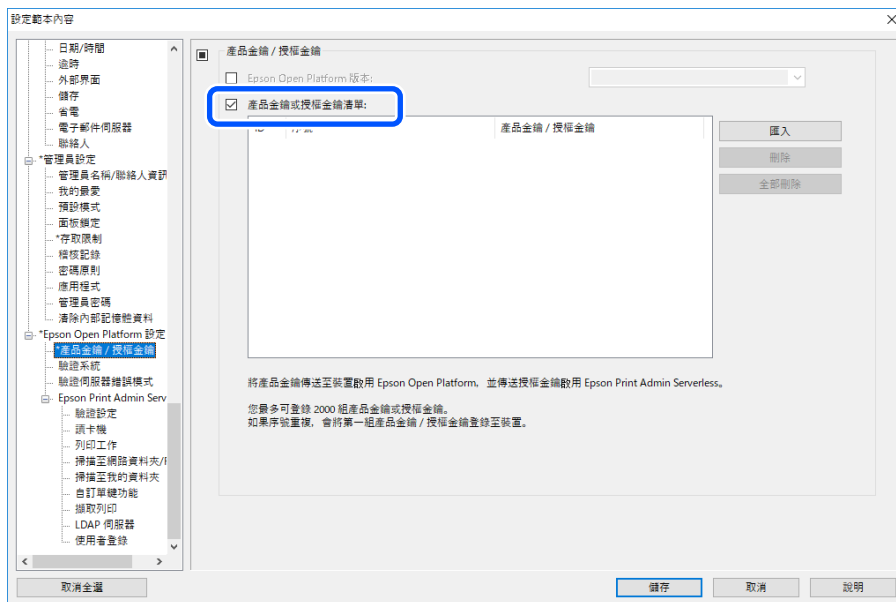 設定範本內容
日期/時間
逾時
外部界面
儲存
省電
電子郵件伺服器
聯絡人
*管理員設定
管理員名稱/聯絡人資訊
我的最愛
預設模式
面板鎖定
*存取限制
稽核記錄
密碼原則
應用程式
管理員密碼
清除內部記憶體資料
*Epson Open Platform 設定
*產品金鑰 / 授權金鑰
驗證系統
驗證伺服器錯誤模式
Epson Print Admin Serv
驗證設定
讀卡機
列印工作
掃描至網路資料夾/F
掃描至我的資料夾
自訂單鍵功能
擷取列印
LDAP 伺服器
使用者登錄
取消全選
產品金鑰 / 授權金鑰
Epson Open Platform 版本:
產品金鑰或授權金鑰清單:
ID 序號 產品金鑰 / 授權金鑰
匯入
刪除
全部刪除
將產品金鑰傳送至裝置啟用 Epson Open Platform，並傳送授權金鑰啟用 Epson Print Admin Serverless。
您最多可登錄 2000 組產品金鑰或授權金鑰。
如果序號重複，會將第一組產品金鑰 / 授權金鑰登錄至裝置。
儲存 取消 說明